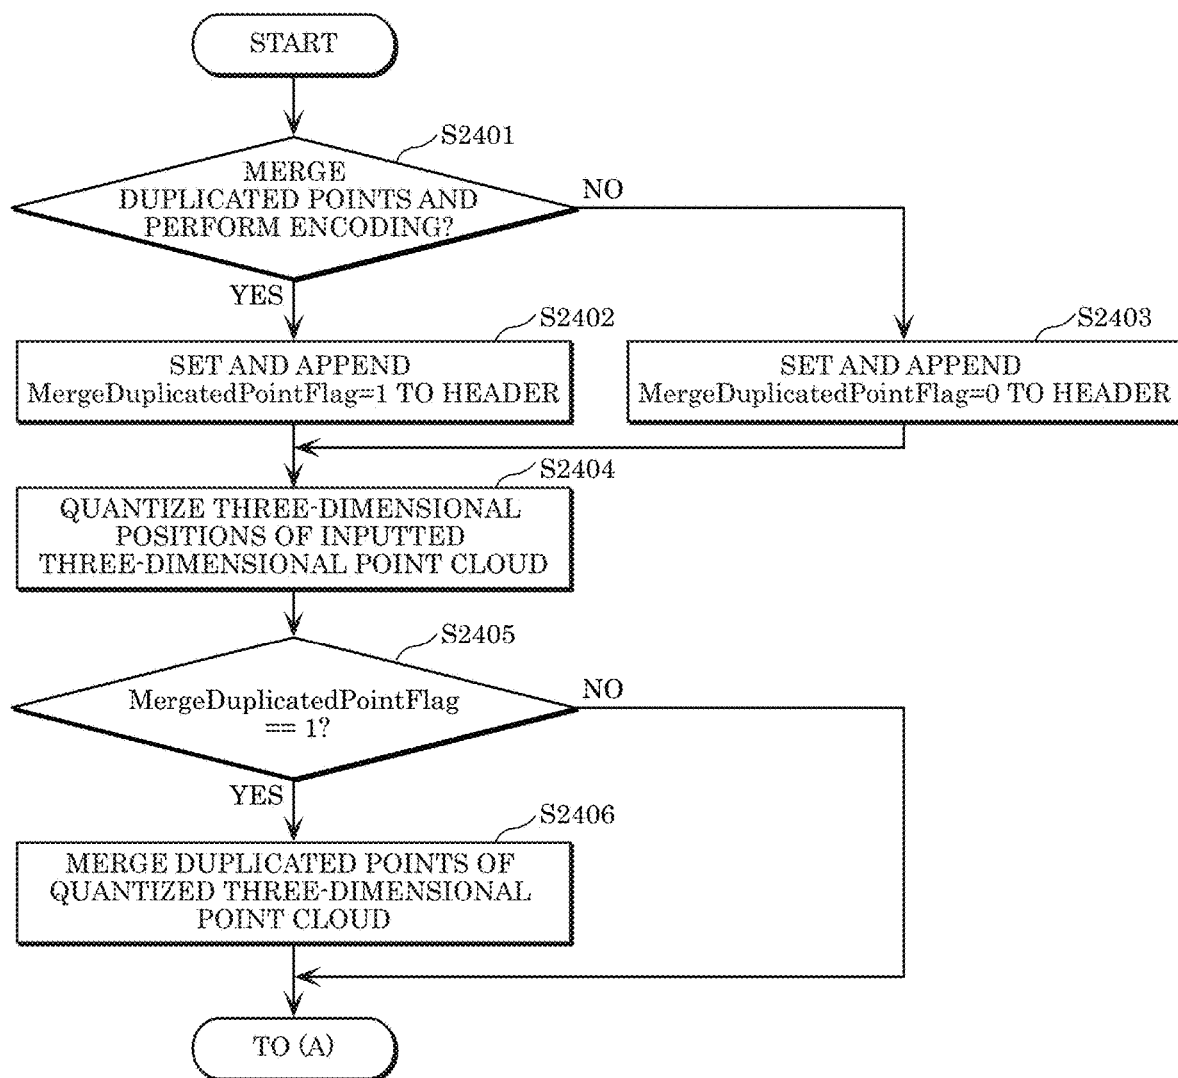 START
S2401
MERGE
DUPLICATED POINTS AND
PERFORM ENCODING?
NO
YES
S2402
SET AND APPEND
MergeDuplicatedPointFlag=1 TO HEADER
S2403
SET AND APPEND
MergeDuplicatedPointFlag=0 TO HEADER
S2404
QUANTIZE THREE-DIMENSIONAL
POSITIONS OF INPUTTED
THREE-DIMENSIONAL POINT CLOUD
S2405
MergeDuplicatedPointFlag
== 1?
NO
YES
S2406
MERGE DUPLICATED POINTS OF
QUANTIZED THREE-DIMENSIONAL
POINT CLOUD
TO (A)